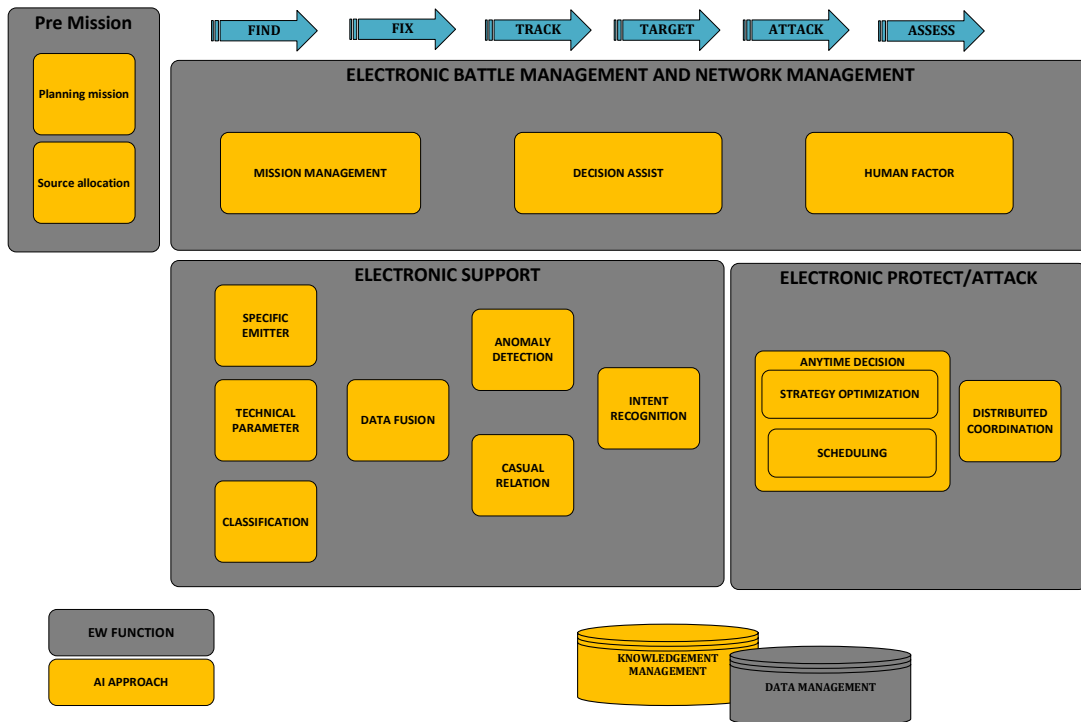 Pre Mission
Planning mission
Source allocation
FIND
FIX
TRACK
TARGET
ATTACK
ASSESS
ELECTRONIC BATTLE MANAGEMENT AND NETWORK MANAGEMENT
MISSION MANAGEMENT
DECISION ASSIST
HUMAN FACTOR
ELECTRONIC SUPPORT
SPECIFIC
EMITTER
TECHNICAL
PARAMETER
CLASSIFICATION
DATA FUSION
ANOMALY
DETECTION
CASUAL
RELATION
INTENT
RECOGNITION
ELECTRONIC PROTECT/ATTACK
ANYTIME DECISION
STRATEGY OPTIMIZATION
SCHEDULING
DISTRIBUITED
COORDINATION
EW FUNCTION
AI APPROACH
KNOWLEDGEMENT
MANAGEMENT
DATA MANAGEMENT